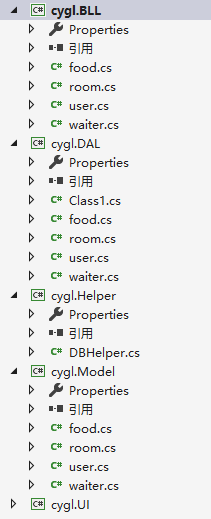 cygl.BLL
Properties
引用
food.cs
room.cs
user.cs
waiter.cs
cygl.DAL
Properties
引用
Class1.cs
food.cs
room.cs
user.cs
waiter.cs
cygl.Helper
Properties
引用
DBHelper.cs
cygl.Model
Properties
引用
food.cs
room.cs
user.cs
waiter.cs
cygl.UI